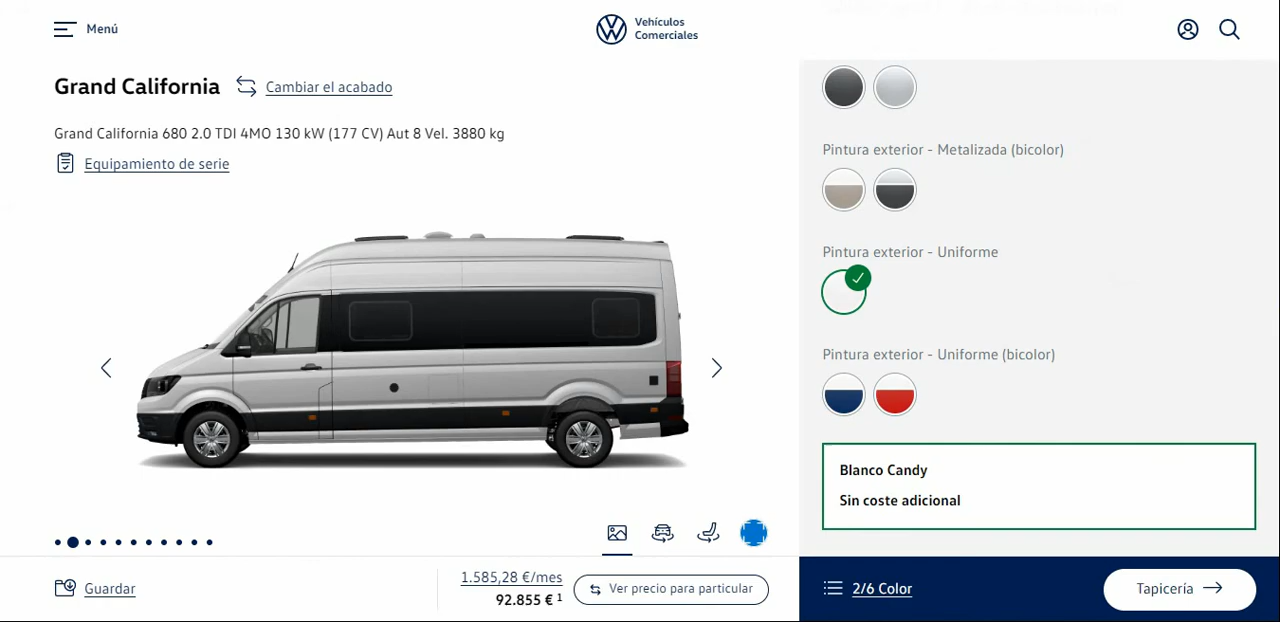 Menú
Vehículos
Comerciales
Grand California
Cambiar el acabado
Grand California 680 2.0 TDI 4MO 130 kW (177 CV) Aut 8 Vel. 3880 kg
Equipamiento de serie
Pintura exterior - Metalizada (bicolor)
Pintura exterior - Uniforme
Pintura exterior - Uniforme (bicolor)
Blanco Candy
Sin coste adicional
Guardar
1.585,28 €/mes
92.855 € 1
Ver precio para particular
2/6 Color
Tapicería